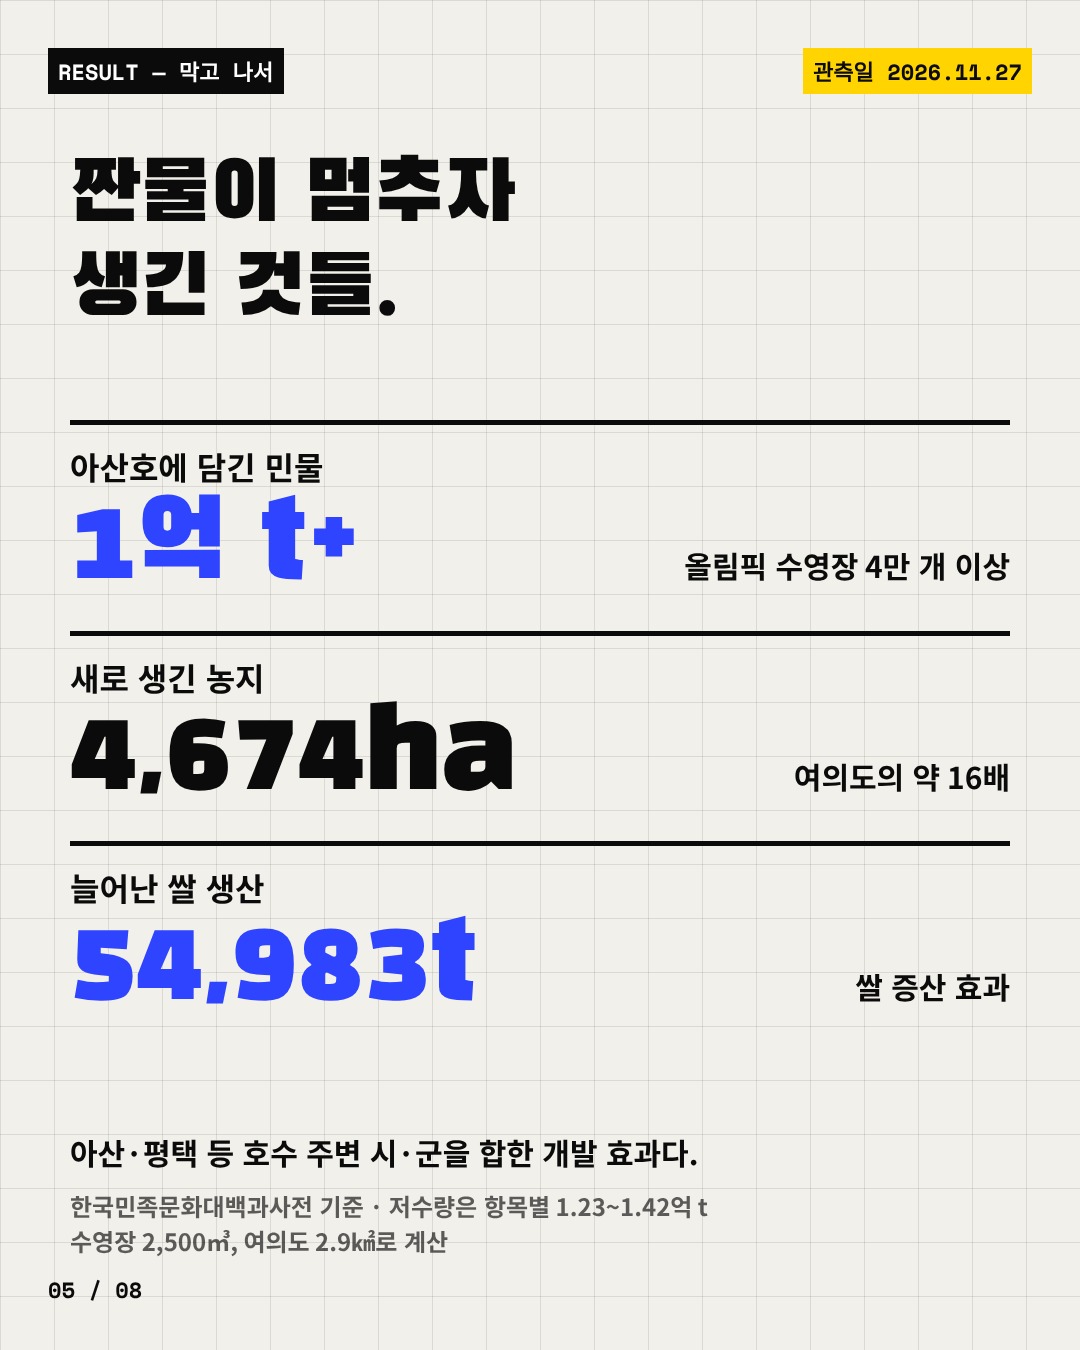 RESULT — 막고 나서
관측일 2026.11.27
짠물이 멈추자
생긴 것들.
아산호에 담긴 민물
1억 t+
올림픽 수영장 4만 개 이상
새로 생긴 농지
4,674ha
여의도의 약 16배
늘어난 쌀 생산
54,983t
쌀 증산 효과
아산·평택 등 호수 주변 시·군을 합한 개발 효과다.
한국민족문화대백과사전 기준 · 저수량은 항목별 1.23~1.42억 t
수영장 2,500㎥, 여의도 2.9㎢로 계산
05 / 08